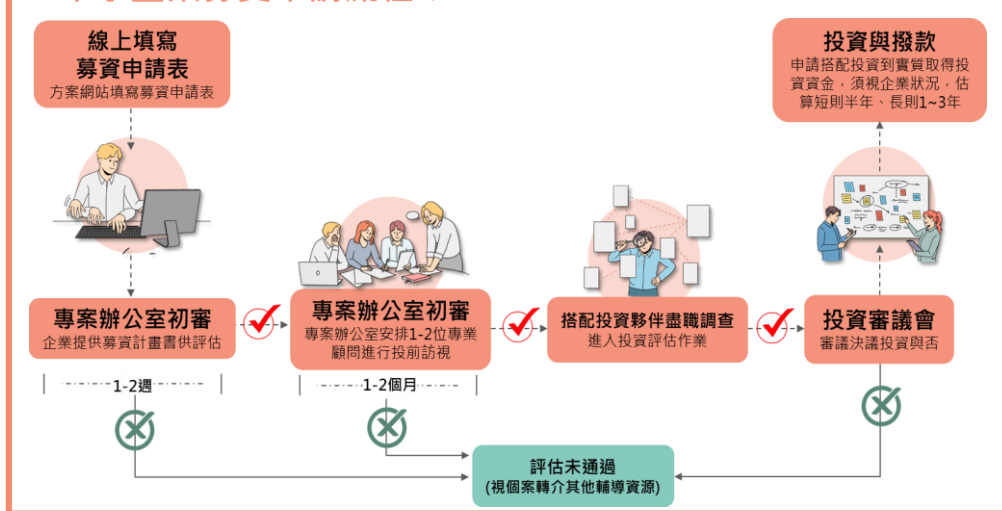 線上填寫
募資申請表
方案網站填寫募資申請表
投資與撥款
申請搭配投資到實質取得投
資資金，須視企業狀況，估
算短則半年、長則1~3年
專案辦公室初審
企業提供募資計畫書供評估
專案辦公室初審
專案辦公室安排1-2位專業
顧問進行投前訪視
搭配投資夥伴盡職調查
進入投資評估作業
投資審議會
審議決議投資與否
1-2週
1-2個月
評估未通過
(視個案轉介其他輔導資源)